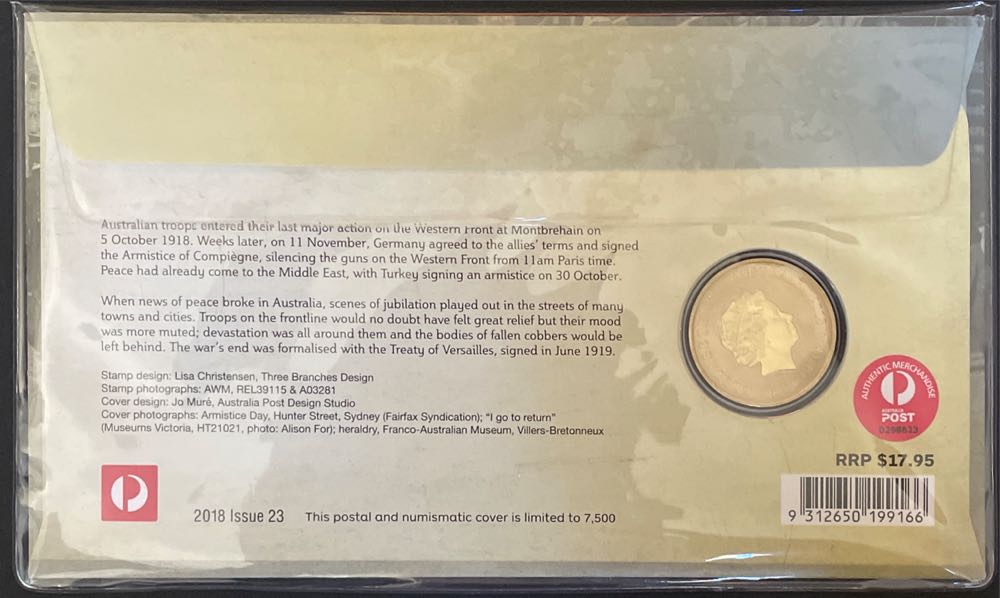 Australian troops entered their last major action on the Western Front at Montbrehain on
5 October 1918. Weeks later, on 11 November, Germany agreed to the allies' terms and signed
the Armistice of Compiègne, silencing the guns on the Western Front from 11am Paris time.
Peace had already come to the Middle East, with Turkey signing an armistice on 30 October.
When news of peace broke in Australia, scenes of jubilation played out in the streets of many
towns and cities. Troops on the frontline would no doubt have felt great relief but their mood
was more muted; devastation was all around them and the bodies of fallen cobbers would be
left behind. The war's end was formalised with the Treaty of Versailles, signed in June 1919.
Stamp design: Lisa Christensen, Three Branches Design
Stamp photographs: AWM, REL39115 & A03281
Cover design: Jo Muré, Australia Post Design Studio
Cover photographs: Armistice Day, Hunter Street, Sydney (Fairfax Syndication); "I go to return"
(Museums Victoria, HT21021, photo: Alison For); heraldry, Franco-Australian Museum, Villers-Bretonneux
AUTHENTIC MERCHANDISE
AUSTRALIA
POST
RRP $17.95
9 312650 199166
2018 Issue 23 This postal and numismatic cover is limited to 7,500